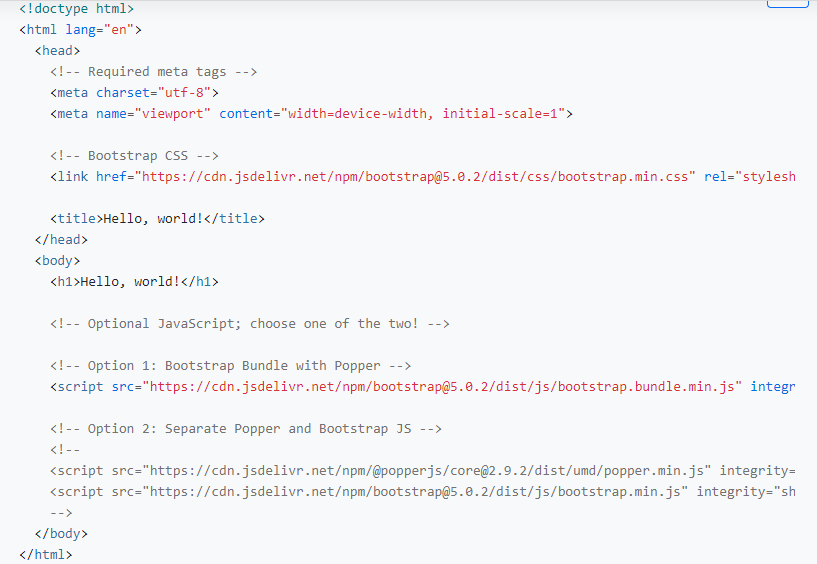 <!doctype html>
<html lang="en">
  <head>
    <!-- Required meta tags -->
    <meta charset="utf-8">
    <meta name="viewport" content="width=device-width, initial-scale=1">

    <!-- Bootstrap CSS -->
    <link href="https://cdn.jsdelivr.net/npm/bootstrap@5.0.2/dist/css/bootstrap.min.css" rel="stylesh

    <title>Hello, world!</title>
  </head>
  <body>
    <h1>Hello, world!</h1>

    <!-- Optional JavaScript; choose one of the two! -->

    <!-- Option 1: Bootstrap Bundle with Popper -->
    <script src="https://cdn.jsdelivr.net/npm/bootstrap@5.0.2/dist/js/bootstrap.bundle.min.js" integr

    <!-- Option 2: Separate Popper and Bootstrap JS -->
    <!--
    <script src="https://cdn.jsdelivr.net/npm/@popperjs/core@2.9.2/dist/umd/popper.min.js" integrity=
    <script src="https://cdn.jsdelivr.net/npm/bootstrap@5.0.2/dist/js/bootstrap.min.js" integrity="sh
    -->
  </body>
</html>